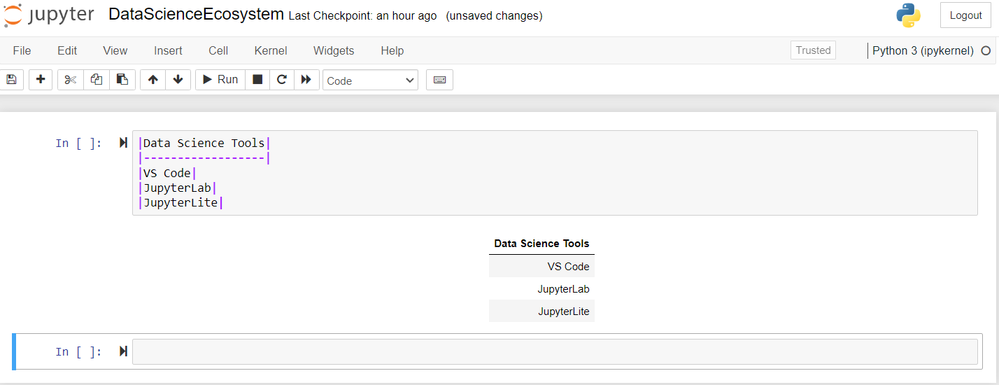 jupyter DataScienceEcosystem Last Checkpoint: an hour ago (unsaved changes) Logout
File Edit View Insert Cell Kernel Widgets Help Trusted Python 3 (ipykernel)
Run Code
In [ ]: |Data Science Tools|
|------------------|
|VS Code|
|JupyterLab|
|JupyterLite|
Data Science Tools
VS Code
JupyterLab
JupyterLite
In [ ]: